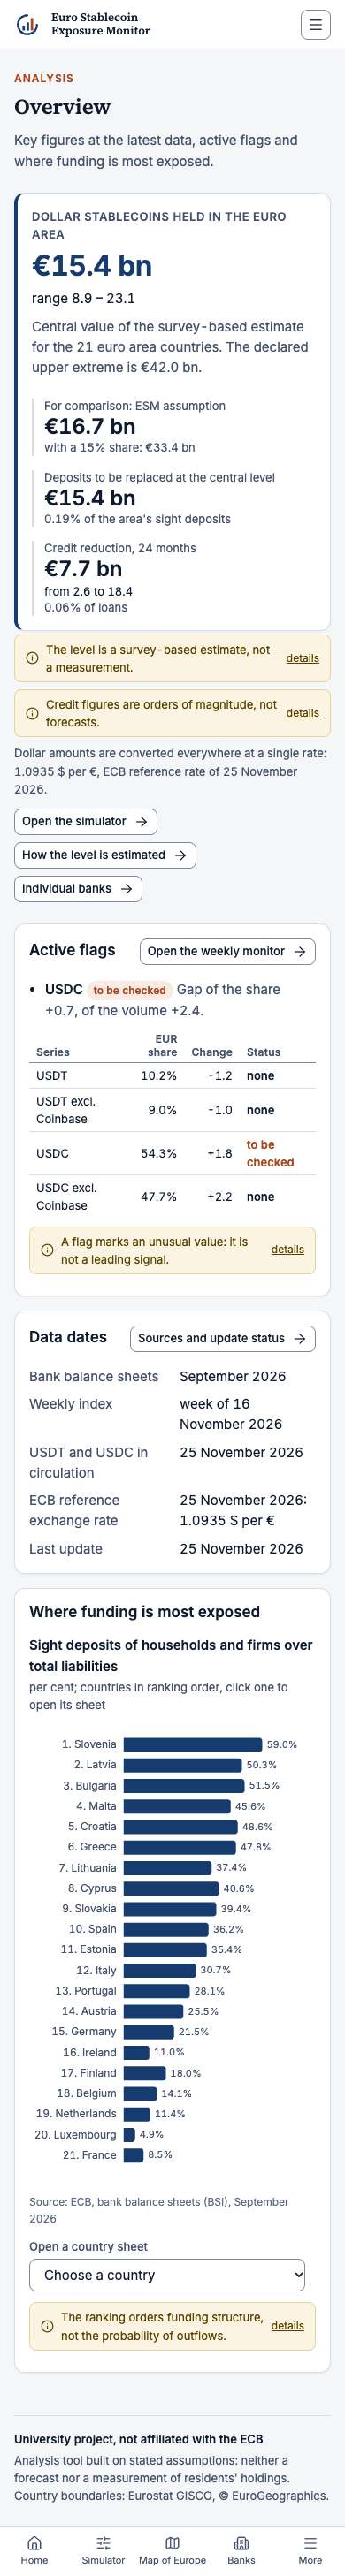 Euro Stablecoin
Exposure Monitor
ANALYSIS
Overview
Key figures at the latest data, active flags and
where funding is most exposed.
DOLLAR STABLECOINS HELD IN THE EURO
AREA
€15.4 bn
range 8.9 – 23.1
Central value of the survey-based estimate
for the 21 euro area countries. The declared
upper extreme is €42.0 bn.
For comparison: ESM assumption
€16.7 bn
with a 15% share: €33.4 bn
Deposits to be replaced at the central level
€15.4 bn
0.19% of the area's sight deposits
Credit reduction, 24 months
€7.7 bn
from 2.6 to 18.4
0.06% of loans
The level is a survey-based estimate, not
a measurement.
details
Credit figures are orders of magnitude, not
forecasts.
details
Dollar amounts are converted everywhere at a single rate:
1.0935 $ per €, ECB reference rate of 25 November
2026.
Open the simulator →
How the level is estimated →
Individual banks →
Active flags
Open the weekly monitor →
• USDC to be checked Gap of the share
+0.7, of the volume +2.4.
Series EUR share Change Status
USDT 10.2% -1.2 none
USDT excl. Coinbase 9.0% -1.0 none
USDC 54.3% +1.8 to be checked
USDC excl. Coinbase 47.7% +2.2 none
A flag marks an unusual value: it is
not a leading signal.
details
Data dates
Sources and update status →
Bank balance sheets September 2026
Weekly index week of 16
November 2026
USDT and USDC in
circulation
25 November 2026
ECB reference
exchange rate
25 November 2026:
1.0935 $ per €
Last update 25 November 2026
Where funding is most exposed
Sight deposits of households and firms over
total liabilities
per cent; countries in ranking order, click one to
open its sheet
1. Slovenia 59.0%
2. Latvia 50.3%
3. Bulgaria 51.5%
4. Malta 45.6%
5. Croatia 48.6%
6. Greece 47.8%
7. Lithuania 37.4%
8. Cyprus 40.6%
9. Slovakia 39.4%
10. Spain 36.2%
11. Estonia 35.4%
12. Italy 30.7%
13. Portugal 28.1%
14. Austria 25.5%
15. Germany 21.5%
16. Ireland 11.0%
17. Finland 18.0%
18. Belgium 14.1%
19. Netherlands 11.4%
20. Luxembourg 4.9%
21. France 8.5%
Source: ECB, bank balance sheets (BSI), September
2026
Open a country sheet
Choose a country
The ranking orders funding structure,
not the probability of outflows.
details
University project, not affiliated with the ECB
Analysis tool built on stated assumptions: neither a
forecast nor a measurement of residents' holdings.
Country boundaries: Eurostat GISCO, © EuroGeographics.
Home Simulator Map of Europe Banks More